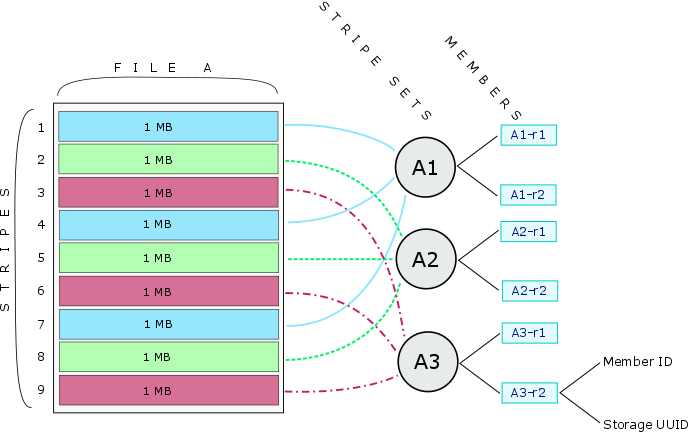 FILE A
STRIPE SETS
MEMBERS
STRIPES
1 1 MB
2 1 MB
3 1 MB
4 1 MB
5 1 MB
6 1 MB
7 1 MB
8 1 MB
9 1 MB
A1
A1-r1
A1-r2
A2
A2-r1
A2-r2
A3
A3-r1
A3-r2
Member ID
Storage UUID